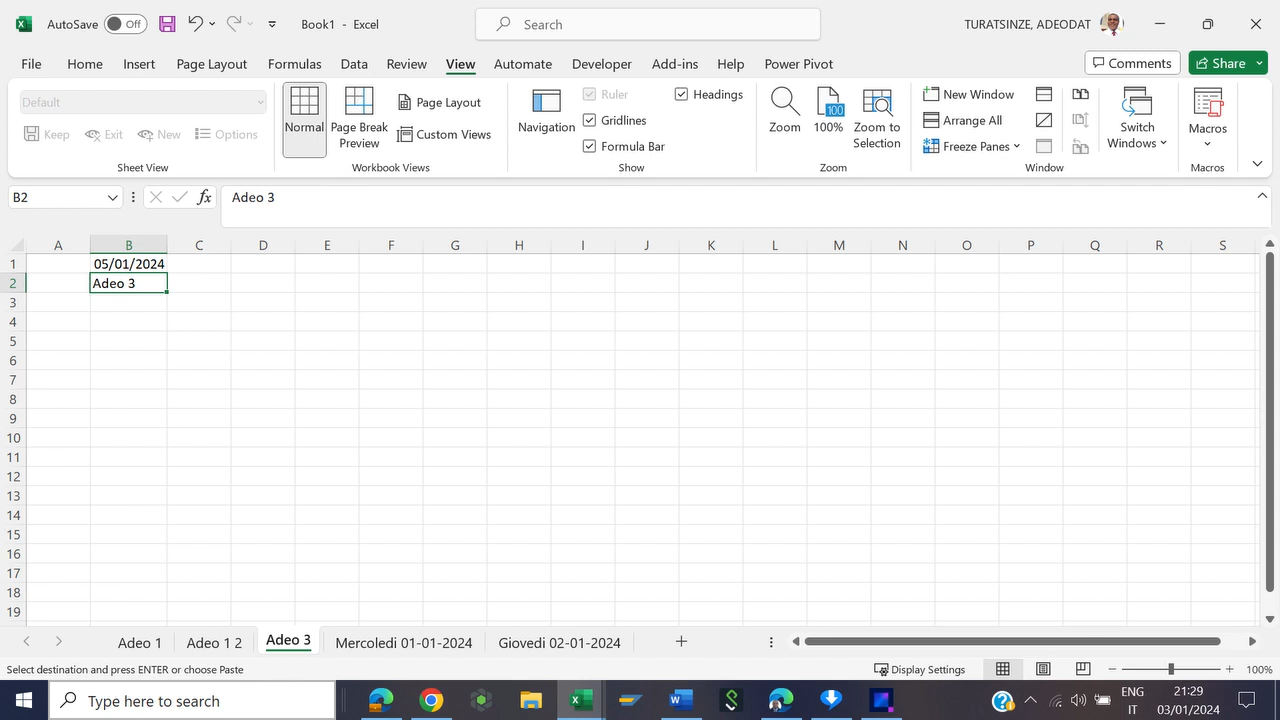 AutoSave Off Book1 - Excel Search TURATSINZE, ADEODAT
File Home Insert Page Layout Formulas Data Review View Automate Developer Add-ins Help Power Pivot Comments Share
Default
Keep Exit New Options
Sheet View
Normal
Page Break Preview
Page Layout
Custom Views
Workbook Views
Navigation
Ruler
Gridlines
Formula Bar
Headings
Show
Zoom
100
100%
Zoom to Selection
Zoom
New Window
Arrange All
Freeze Panes
Switch Windows
Window
Macros
Macros
B2 fx Adeo 3
A B C D E F G H I J K L M N O P Q R S
1 05/01/2024
2 Adeo 3
3
4
5
6
7
8
9
10
11
12
13
14
15
16
17
18
19
Adeo 1 Adeo 1 2 Adeo 3 Mercoledi 01-01-2024 Giovedi 02-01-2024
Select destination and press ENTER or choose Paste Display Settings 100%
Type here to search ENG 21:29
IT 03/01/2024